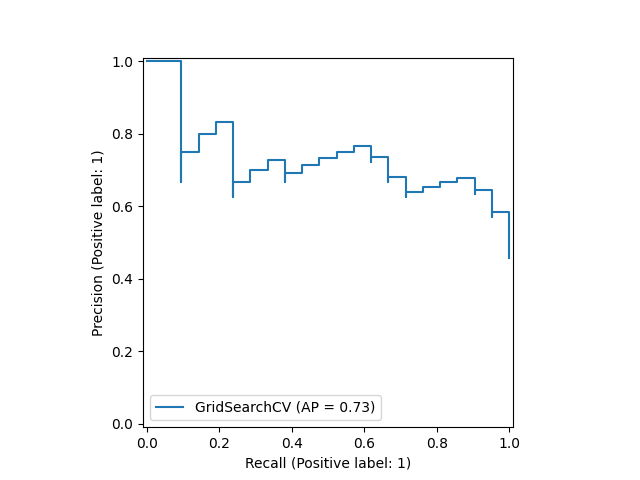 1.0
0.8
0.6
0.4
0.2
0.0
Precision (Positive label: 1)
GridSearchCV (AP = 0.73)
0.0 0.2 0.4 0.6 0.8 1.0
Recall (Positive label: 1)